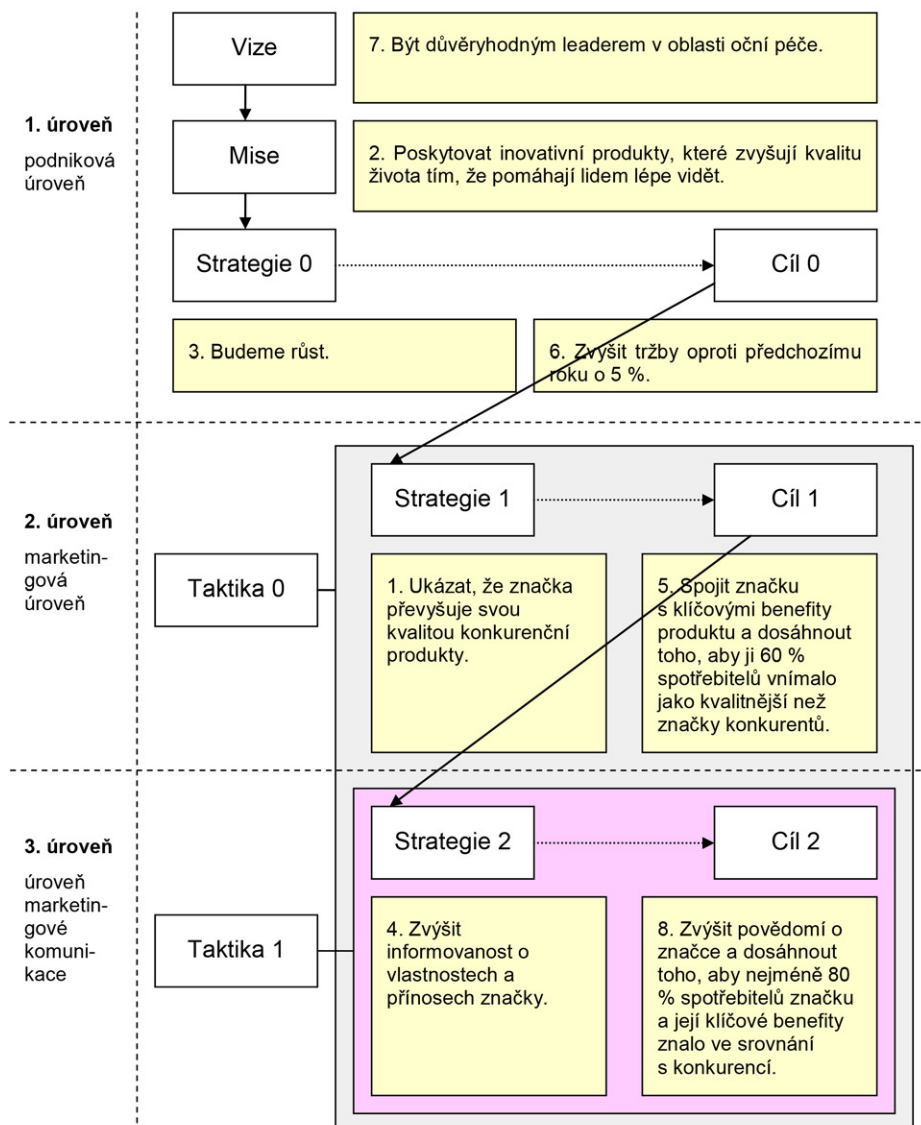 Vize
7. Být důvěryhodným leaderem v oblasti oční péče.
1. úroveň
podniková
úroveň
Mise
2. Poskytovat inovativní produkty, které zvyšují kvalitu
života tím, že pomáhají lidem lépe vidět.
Strategie 0
Cíl 0
3. Budeme růst.
6. Zvýšit tržby oproti předchozímu
roku o 5 %.
2. úroveň
marketin-
gová
úroveň
Taktika 0
Strategie 1
Cíl 1
1. Ukázat, že značka
převyšuje svou
kvalitou konkurenční
produkty.
5. Spojit značku
s klíčovými benefity
produktu a dosáhnout
toho, aby ji 60 %
spotřebitelů vnímalo
jako kvalitnější než
značky konkurentů.
3. úroveň
úroveň
marketin-
gové
komuni-
kace
Taktika 1
Strategie 2
Cíl 2
4. Zvýšit
informovanost o
vlastnostech a
přínosech značky.
8. Zvýšit povědomí o
značce a dosáhnout
toho, aby nejméně 80
% spotřebitelů značku
a její klíčové benefity
znalo ve srovnání
s konkurencí.